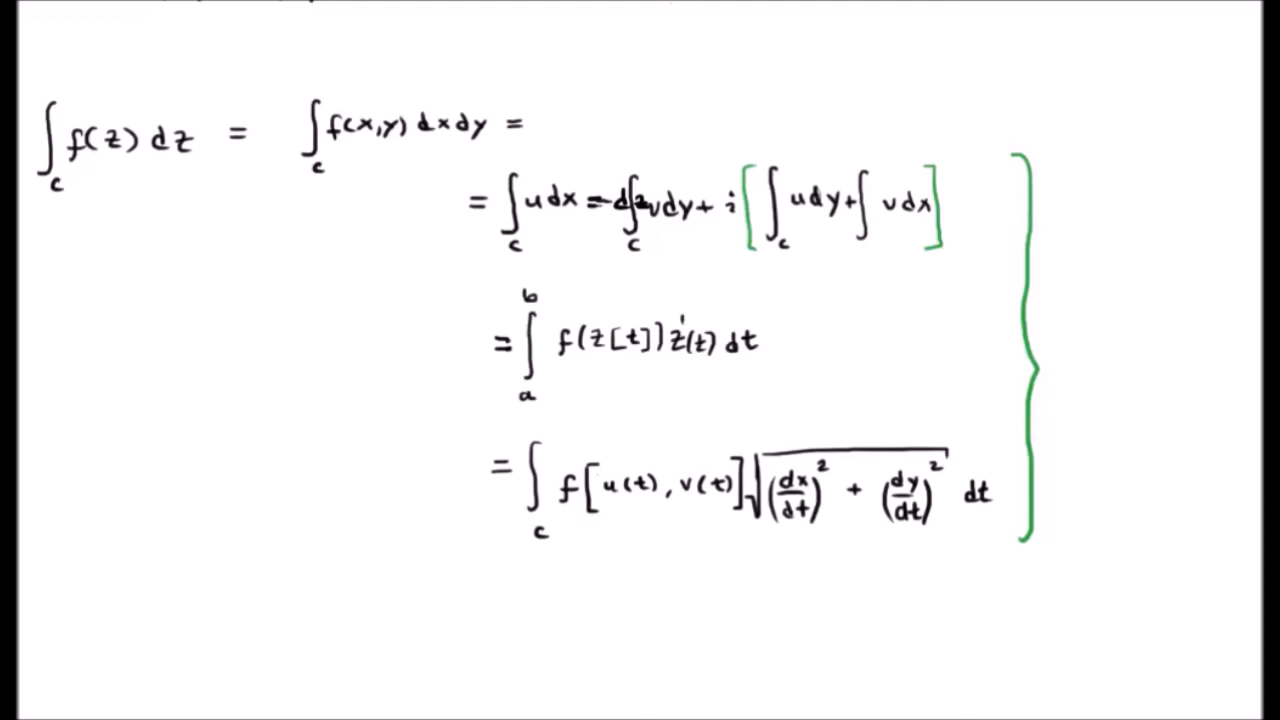 ∫_c f(z) dz = ∫_c f(x,y) dx dy =
= ∫_c u dx − ∫_c v dy + i [ ∫_c u dy + ∫ v dx ]
= ∫_a^b f(z[t]) z'(t) dt
= ∫_c f[u(t), v(t)] √((dx/dt)² + (dy/dt)²) dt